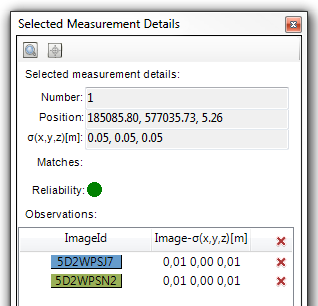 Selected Measurement Details
Selected measurement details:
Number: 1
Position: 185085.80, 577035.73, 5.26
σ(x,y,z)[m]: 0.05, 0.05, 0.05
Matches:
Reliability:
Observations:
ImageId Image-σ(x,y,z)[m]
5D2WPSJ7 0,01 0,00 0,01
5D2WPSN2 0,01 0,00 0,01